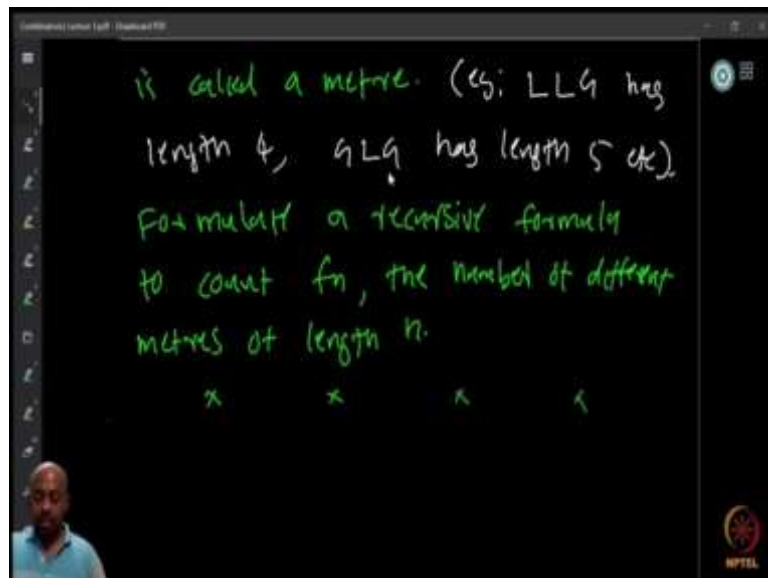 is called a metre. (eg: LLG has
length 4, GLG has length 5 etc).
Formulate a recursive formula
to count fn, the number of different
metres of length n.
x x x x
NPTEL